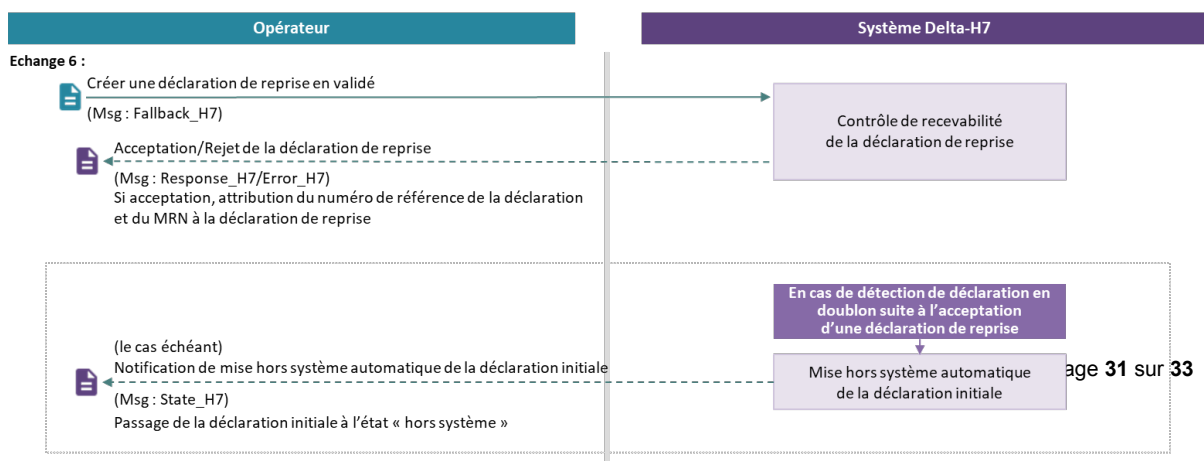 Opérateur
Système Delta-H7
Echange 6 :
Créer une déclaration de reprise en validé
(Msg : Fallback_H7)
Contrôle de recevabilité
de la déclaration de reprise
Acceptation/Rejet de la déclaration de reprise
(Msg : Response_H7/Error_H7)
Si acceptation, attribution du numéro de référence de la déclaration
et du MRN à la déclaration de reprise
En cas de détection de déclaration en
doublon suite à l'acceptation
d'une déclaration de reprise
(le cas échéant)
Notification de mise hors système automatique de la déclaration initiale
(Msg : State_H7)
Passage de la déclaration initiale à l'état « hors système »
Mise hors système automatique
de la déclaration initiale
age 31 sur 33